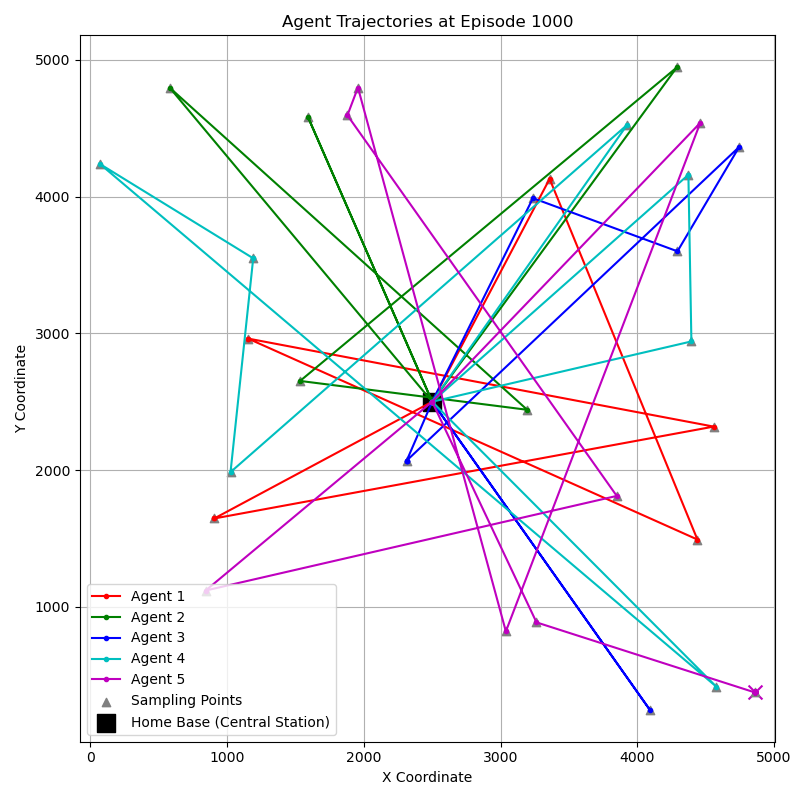 Agent Trajectories at Episode 1000
Y Coordinate
5000
4000
3000
2000
1000
Agent 1
Agent 2
Agent 3
Agent 4
Agent 5
Sampling Points
Home Base (Central Station)
0 1000 2000 3000 4000 5000
X Coordinate